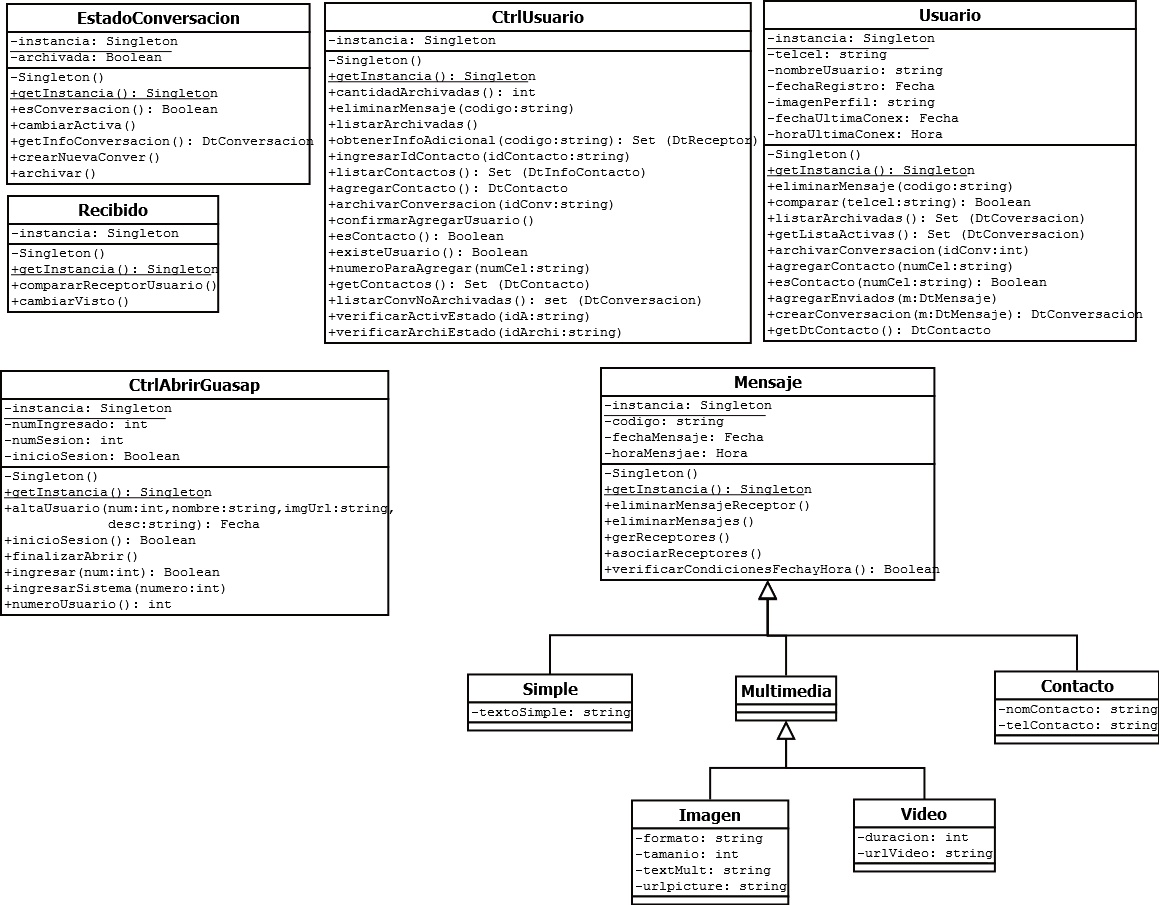 EstadoConversacion
-instancia: Singleton
-archivada: Boolean
-Singleton()
+getInstancia(): Singleton
+esConversacion(): Boolean
+cambiarActiva()
+getInfoConversacion(): DtConversacion
+crearNuevaConver()
+archivar()
Recibido
-instancia: Singleton
-Singleton()
+getInstancia(): Singleton
+compararReceptorUsuario()
+cambiarVisto()
CtrlUsuario
-instancia: Singleton
-Singleton()
+getInstancia(): Singleton
+cantidadArchivadas(): int
+eliminarMensaje(codigo:string)
+listarArchivadas()
+obtenerInfoAdicional(codigo:string): Set (DtReceptor)
+ingresarIdContacto(idContacto:string)
+listarContactos(): Set (DtInfoContacto)
+agregarContacto(): DtContacto
+archivarConversacion(idConv:string)
+confirmarAgregarUsuario()
+esContacto(): Boolean
+existeUsuario(): Boolean
+numeroParaAgregar(numCel:string)
+getContactos(): Set (DtContacto)
+listarConvNoArchivadas(): set (DtConversacion)
+verificarActivEstado(idA:string)
+verificarArchiEstado(idArchi:string)
Usuario
-instancia: Singleton
-telcel: string
-nombreUsuario: string
-fechaRegistro: Fecha
-imagenPerfil: string
-fechaUltimaConex: Fecha
-horaUltimaConex: Hora
-Singleton()
+getInstancia(): Singleton
+eliminarMensaje(codigo:string)
+comparar(telcel:string): Boolean
+listarArchivadas(): Set (DtCoversacion)
+getListaActivas(): Set (DtConversacion)
+archivarConversacion(idConv:int)
+agregarContacto(numCel:string)
+esContacto(numCel:string): Boolean
+agregarEnviados(m:DtMensaje)
+crearConversacion(m:DtMensaje): DtConversacion
+getDtContacto(): DtContacto
CtrlAbrirGuasap
-instancia: Singleton
-numIngresado: int
-numSesion: int
-inicioSesion: Boolean
-Singleton()
+getInstancia(): Singleton
+altaUsuario(num:int,nombre:string,imgUrl:string,
desc:string): Fecha
+inicioSesion(): Boolean
+finalizarAbrir()
+ingresar(num:int): Boolean
+ingresarSistema(numero:int)
+numeroUsuario(): int
Mensaje
-instancia: Singleton
-codigo: string
-fechaMensaje: Fecha
-horaMensjae: Hora
-Singleton()
+getInstancia(): Singleton
+eliminarMensajeReceptor()
+eliminarMensajes()
+gerReceptores()
+asociarReceptores()
+verificarCondicionesFechayHora(): Boolean
Simple
-textoSimple: string
Multimedia
Contacto
-nomContacto: string
-telContacto: string
Imagen
-formato: string
-tamanio: int
-textMult: string
-urlpicture: string
Video
-duracion: int
-urlVideo: string